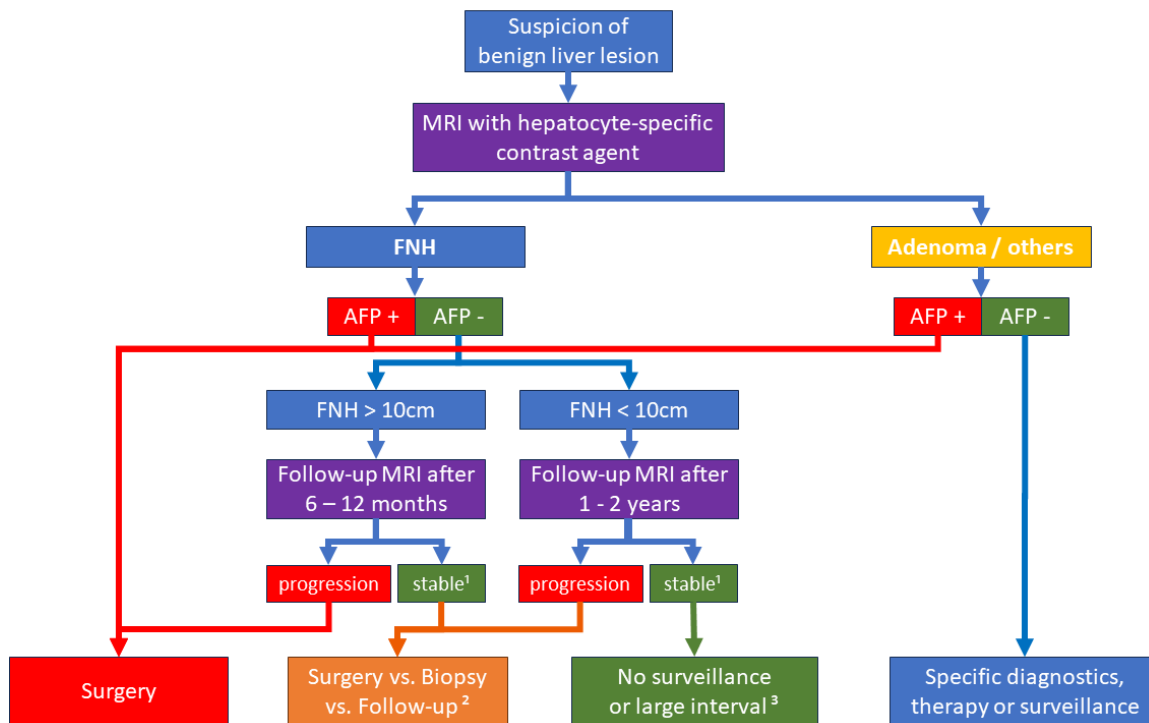 Suspicion of
benign liver lesion
MRI with hepatocyte-specific
contrast agent
FNH
Adenoma / others
AFP +
AFP -
AFP +
AFP -
FNH > 10cm
FNH < 10cm
Follow-up MRI after
6 – 12 months
Follow-up MRI after
1 - 2 years
progression
stable¹
progression
stable¹
Surgery
Surgery vs. Biopsy
vs. Follow-up ²
No surveillance
or large interval ³
Specific diagnostics,
therapy or surveillance